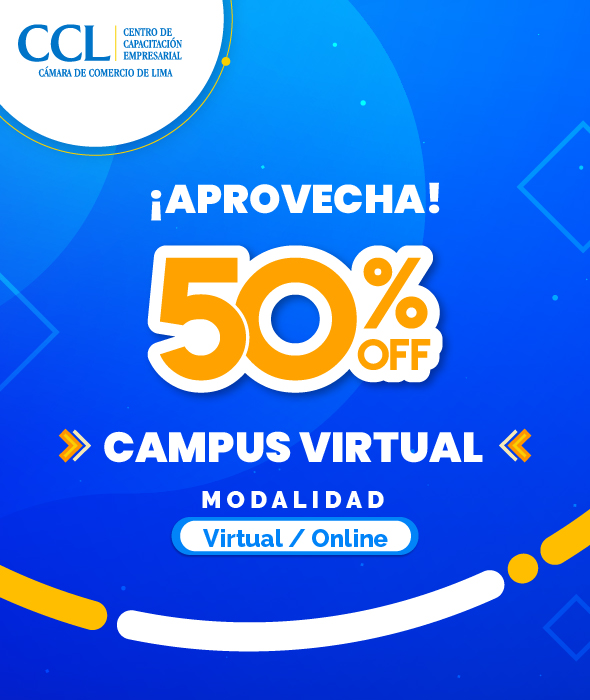 CCL
CENTRO DE
CAPACITACIÓN
EMPRESARIAL
CÁMARA DE COMERCIO DE LIMA
¡APROVECHA!
50%
OFF
CAMPUS VIRTUAL
MODALIDAD
Virtual / Online